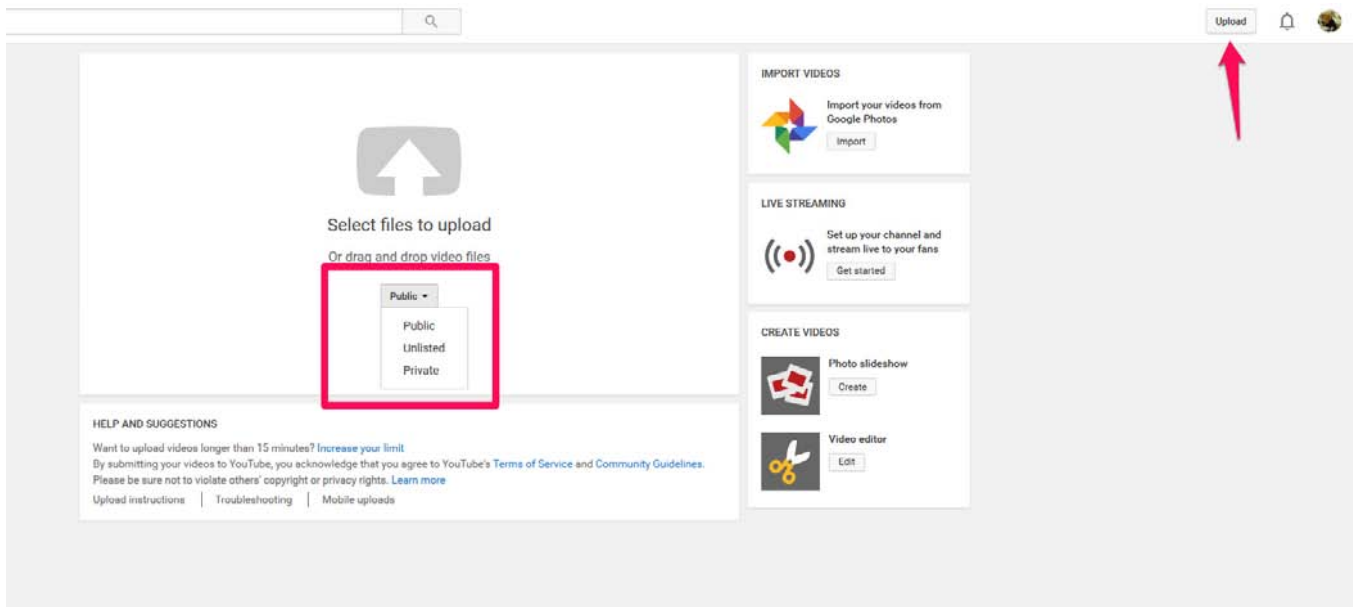 Upload
Select files to upload
Or drag and drop video files
Public
Public
Unlisted
Private
HELP AND SUGGESTIONS
Want to upload videos longer than 15 minutes? Increase your limit
By submitting your videos to YouTube, you acknowledge that you agree to YouTube's Terms of Service and Community Guidelines.
Please be sure not to violate others' copyright or privacy rights. Learn more
Upload instructions | Troubleshooting | Mobile uploads
IMPORT VIDEOS
Import your videos from
Google Photos
Import
LIVE STREAMING
Set up your channel and
stream live to your fans
Get started
CREATE VIDEOS
Photo slideshow
Create
Video editor
Edit